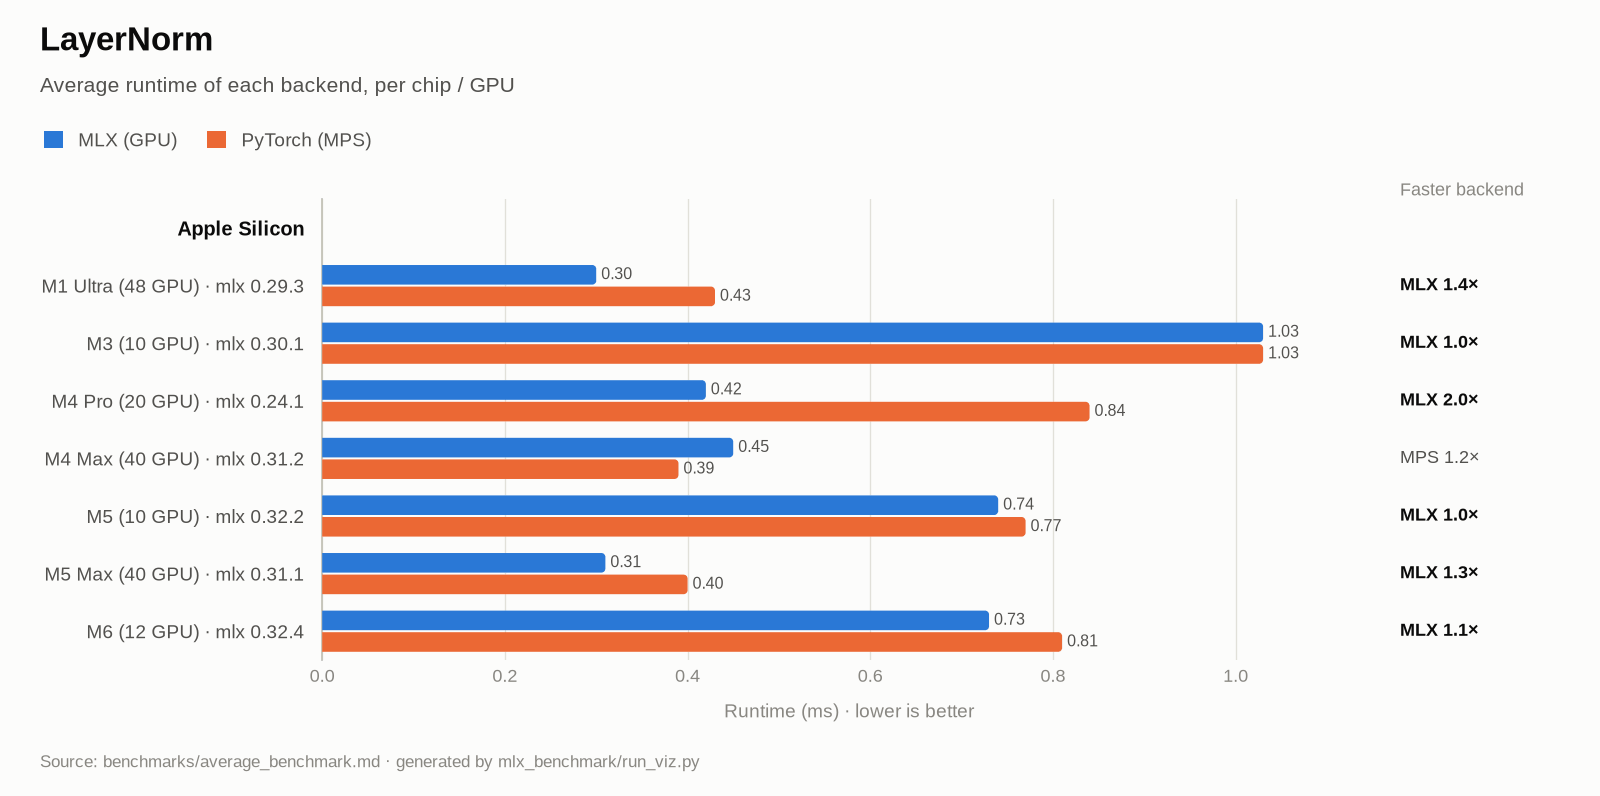 LayerNorm
Average runtime of each backend, per chip / GPU
MLX (GPU) PyTorch (MPS)
Faster backend
Apple Silicon
M1 Ultra (48 GPU) · mlx 0.29.3 0.30 0.43 MLX 1.4×
M3 (10 GPU) · mlx 0.30.1 1.03 1.03 MLX 1.0×
M4 Pro (20 GPU) · mlx 0.24.1 0.42 0.84 MLX 2.0×
M4 Max (40 GPU) · mlx 0.31.2 0.45 0.39 MPS 1.2×
M5 (10 GPU) · mlx 0.32.2 0.74 0.77 MLX 1.0×
M5 Max (40 GPU) · mlx 0.31.1 0.31 0.40 MLX 1.3×
M6 (12 GPU) · mlx 0.32.4 0.73 0.81 MLX 1.1×
0.0 0.2 0.4 0.6 0.8 1.0
Runtime (ms) · lower is better
Source: benchmarks/average_benchmark.md · generated by mlx_benchmark/run_viz.py